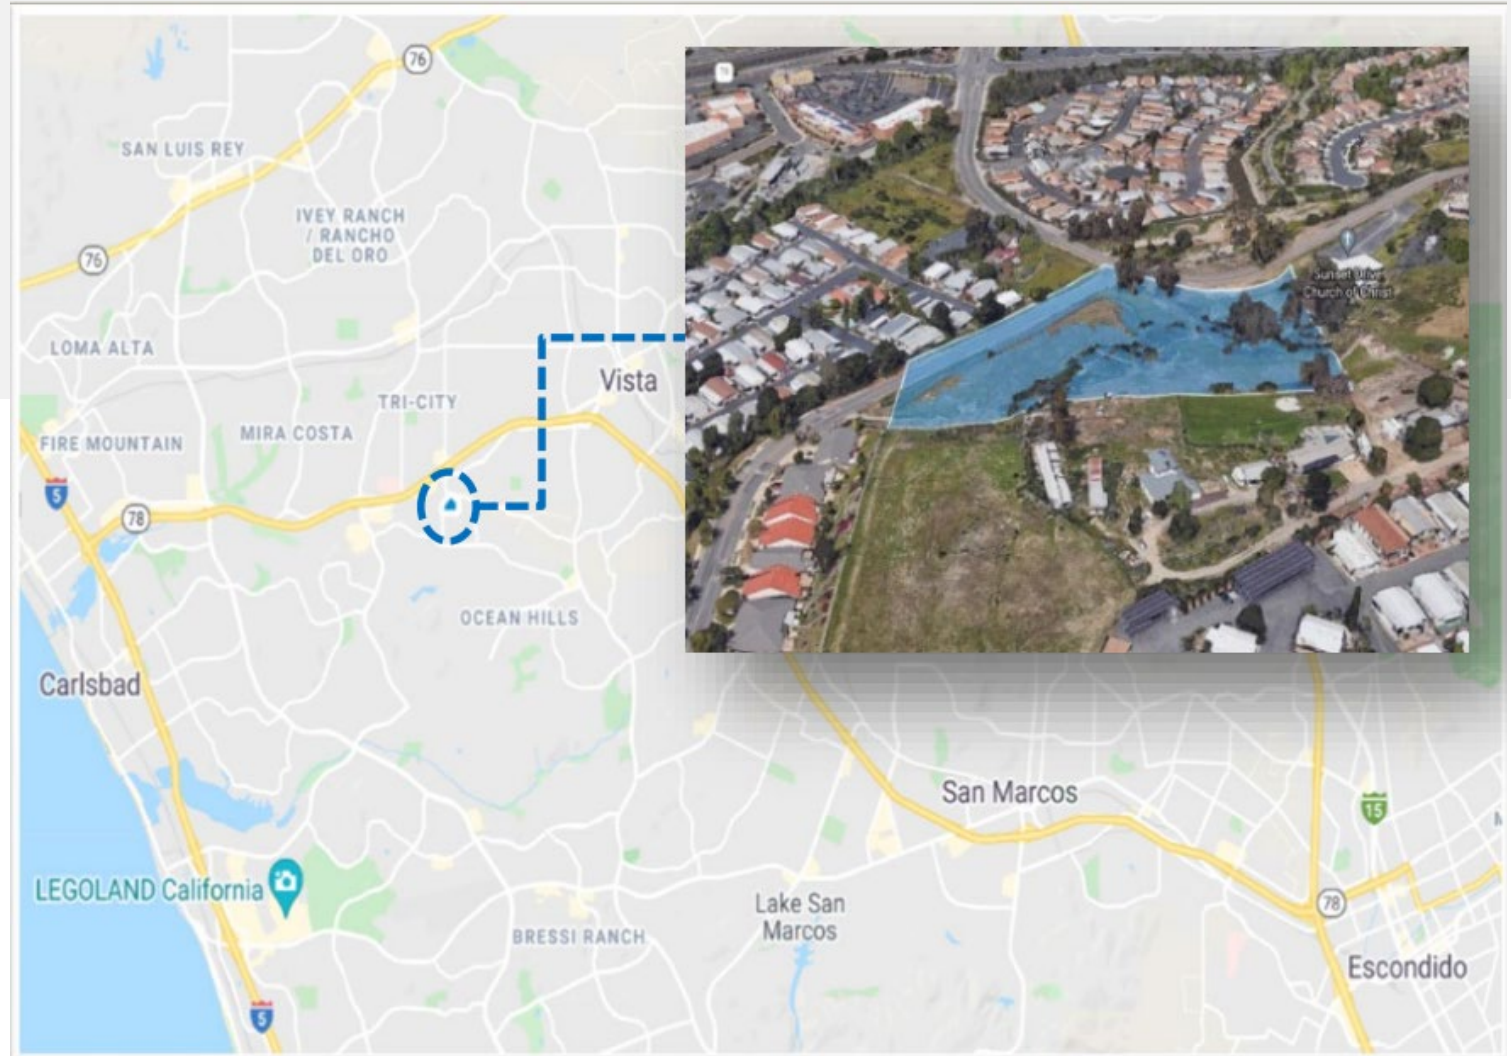 76
SAN LUIS REY
IVEY RANCH
/ RANCHO
DEL ORO
76
LOMA ALTA
Vista
TRI-CITY
FIRE MOUNTAIN
MIRA COSTA
5
78
OCEAN HILLS
Carlsbad
San Marcos
15
LEGOLAND California
Lake San
Marcos
78
BRESSI RANCH
Escondido
5
Sunset Drive
Church of Christ